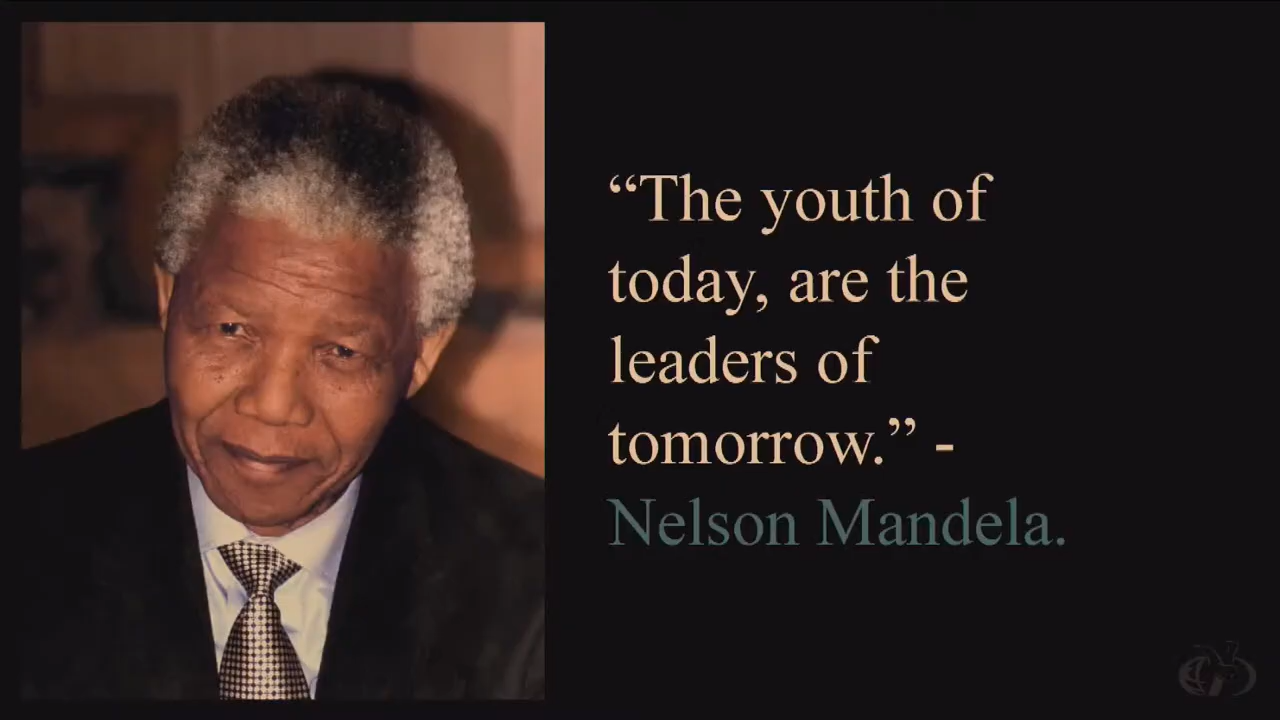 “The youth of
today, are the
leaders of
tomorrow.” -
Nelson Mandela.